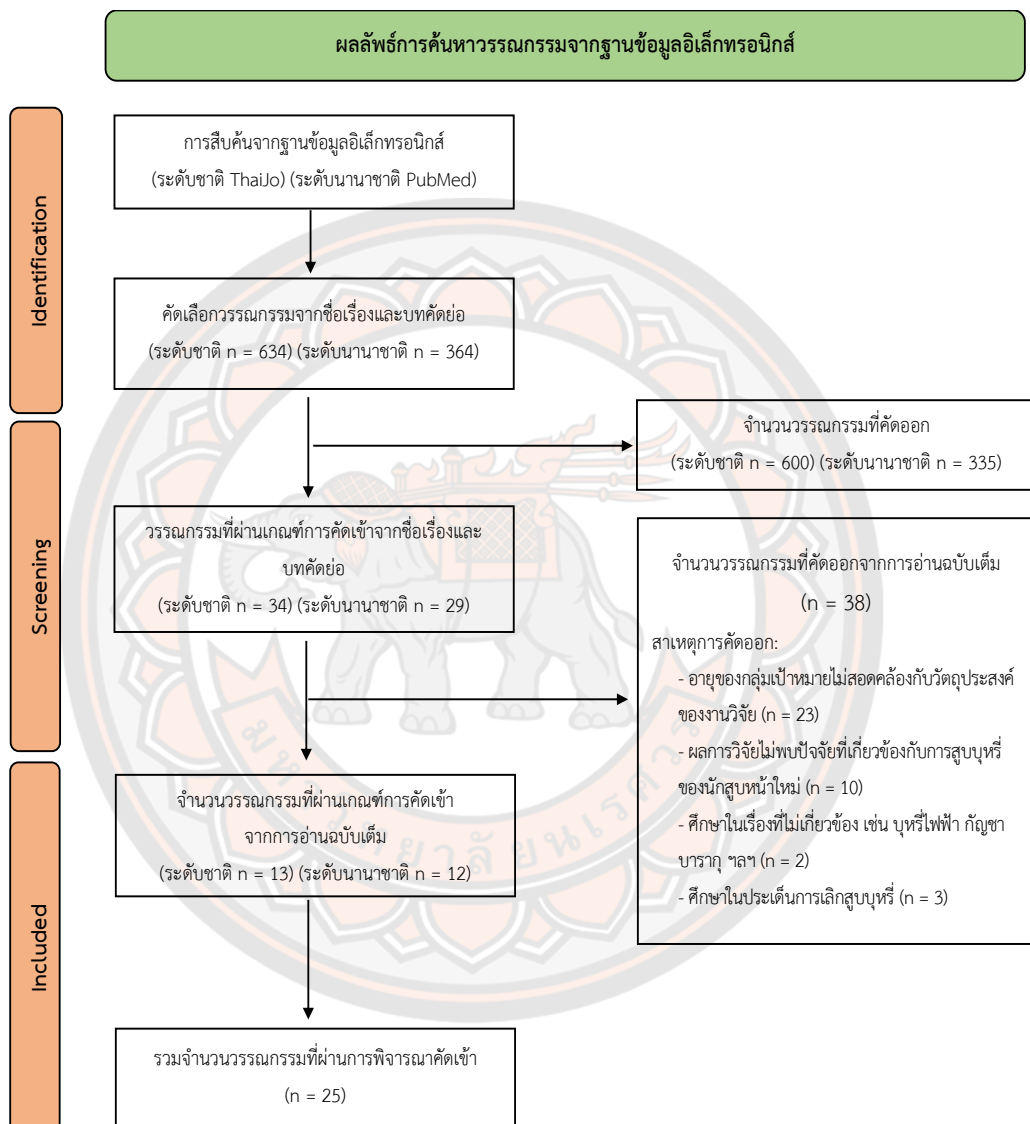 ผลลัพธ์การค้นหาวรรณกรรมจากฐานข้อมูลอิเล็กทรอนิกส์
Identification
การสืบค้นจากฐานข้อมูลอิเล็กทรอนิกส์
(ระดับชาติ ThaiJo) (ระดับนานาชาติ PubMed)
คัดเลือกวรรณกรรมจากชื่อเรื่องและบทคัดย่อ
(ระดับชาติ n = 634) (ระดับนานาชาติ n = 364)
จำนวนวรรณกรรมที่คัดออก
(ระดับชาติ n = 600) (ระดับนานาชาติ n = 335)
Screening
วรรณกรรมที่ผ่านเกณฑ์การคัดเข้าจากชื่อเรื่องและ
บทคัดย่อ
(ระดับชาติ n = 34) (ระดับนานาชาติ n = 29)
จำนวนวรรณกรรมที่คัดออกจากการอ่านฉบับเต็ม
(n = 38)
สาเหตุการคัดออก:
- อายุของกลุ่มเป้าหมายไม่สอดคล้องกับวัตถุประสงค์
ของงานวิจัย (n = 23)
- ผลการวิจัยไม่พบปัจจัยที่เกี่ยวข้องกับการสูบบุหรี่
ของนักสูบหน้าใหม่ (n = 10)
- ศึกษาในเรื่องที่ไม่เกี่ยวข้อง เช่น บุหรี่ไฟฟ้า กัญชา
บารากุ ฯลฯ (n = 2)
- ศึกษาในประเด็นการเลิกสูบบุหรี่ (n = 3)
Included
จำนวนวรรณกรรมที่ผ่านเกณฑ์การคัดเข้า
จากการอ่านฉบับเต็ม
(ระดับชาติ n = 13) (ระดับนานาชาติ n = 12)
รวมจำนวนวรรณกรรมที่ผ่านการพิจารณาคัดเข้า
(n = 25)
มหาวิทยาลัยนเรศวร